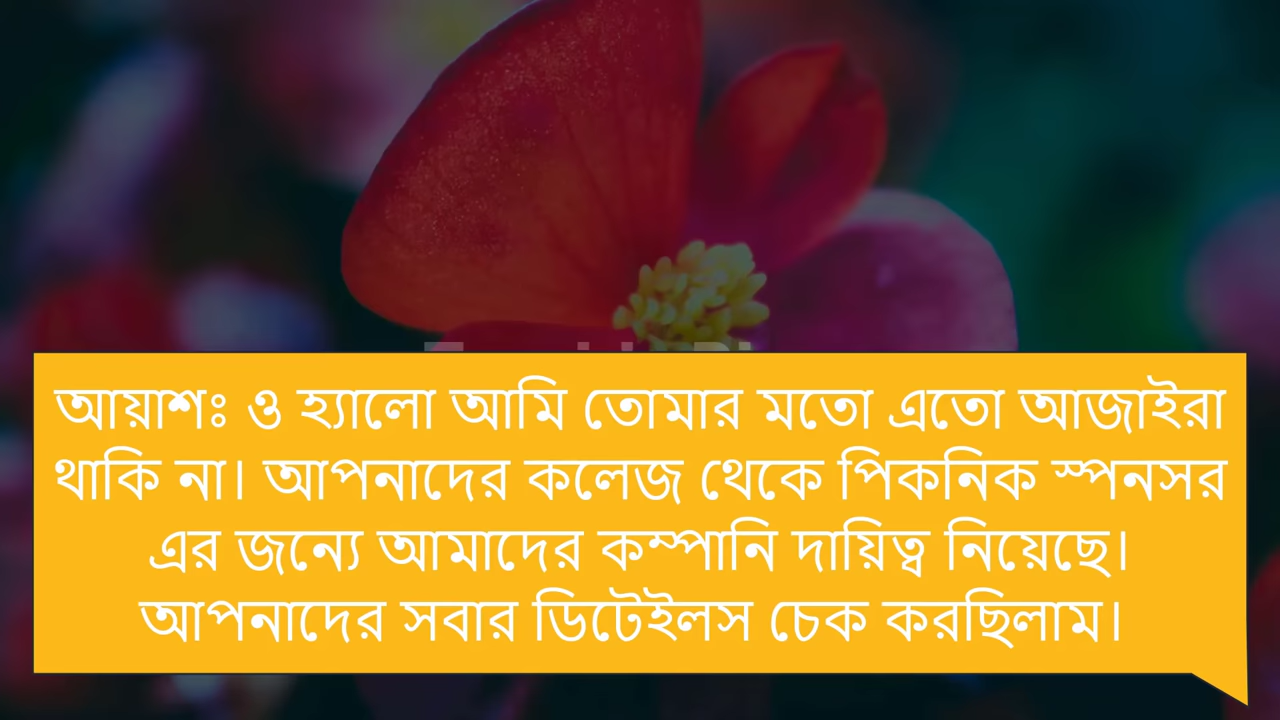 আয়াশঃ ও হ্যালো আমি তোমার মতো এতো আজাইরা
থাকি না। আপনাদের কলেজ থেকে পিকনিক স্পনসর
এর জন্যে আমাদের কম্পানি দায়িত্ব নিয়েছে।
আপনাদের সবার ডিটেইলস চেক করছিলাম।